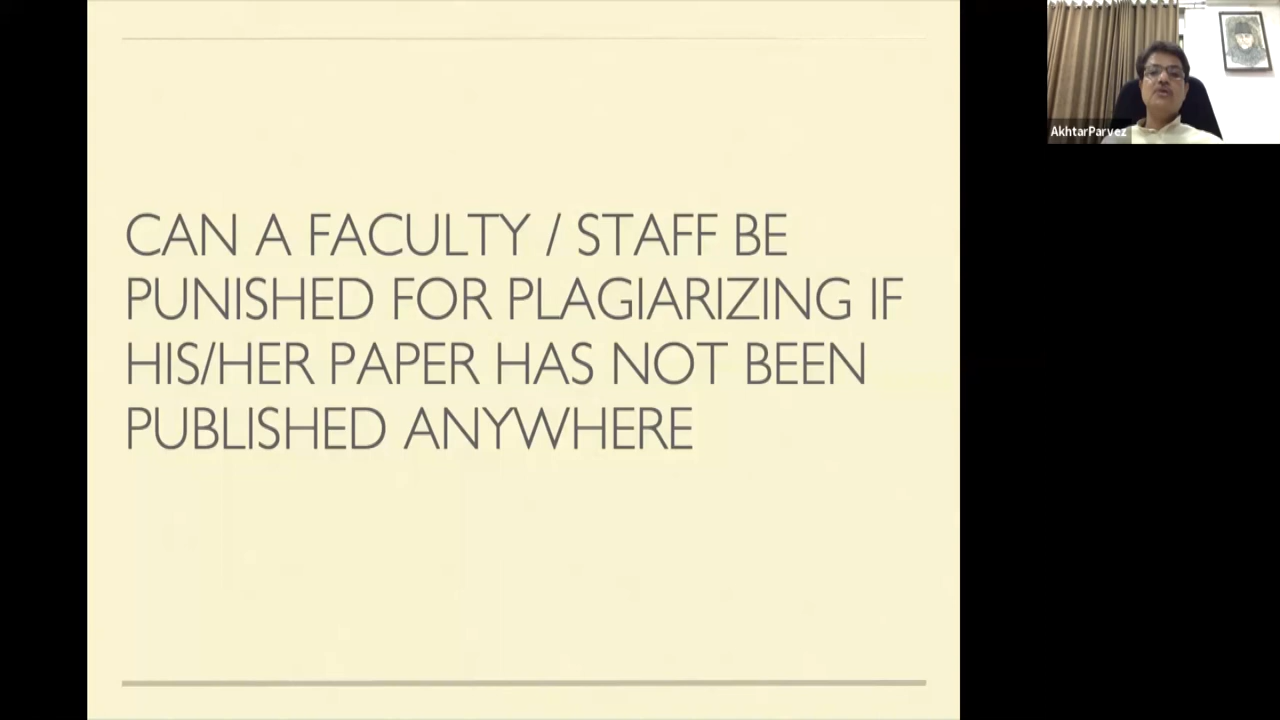 CAN A FACULTY / STAFF BE
PUNISHED FOR PLAGIARIZING IF
HIS/HER PAPER HAS NOT BEEN
PUBLISHED ANYWHERE
AkhtarParvez